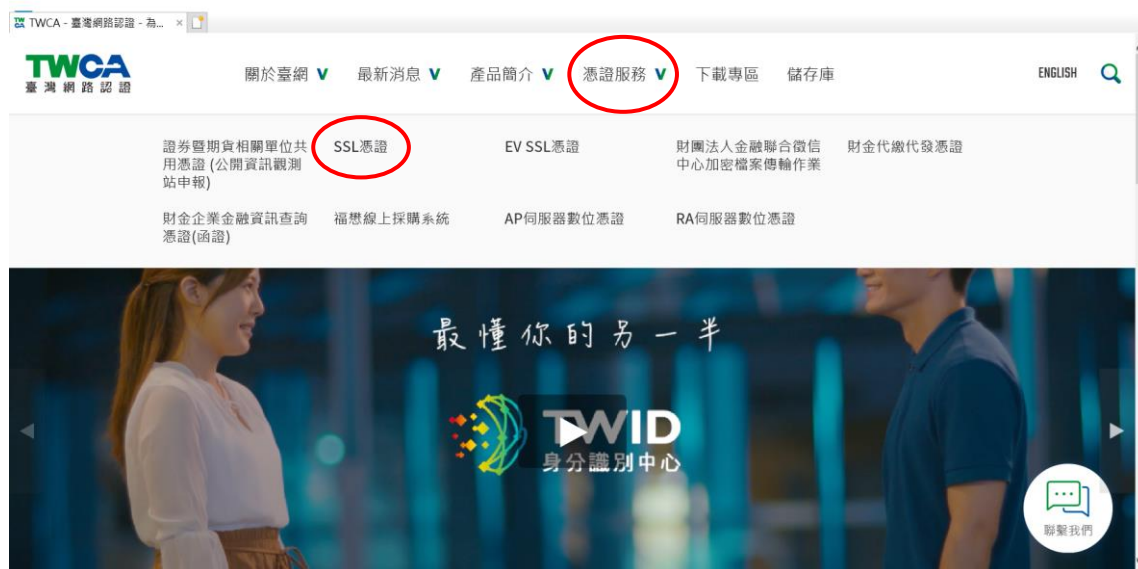 TWCA - 臺灣網路認證 - 為...
TWCA
臺灣網路認證
關於臺網 V 最新消息 V 產品簡介 V 憑證服務 V 下載專區 儲存庫 ENGLISH
證券暨期貨相關單位共
用憑證 (公開資訊觀測
站申報)
SSL憑證
EV SSL憑證
財團法人金融聯合徵信
中心加密檔案傳輸作業
財金代繳代發憑證
財金企業金融資訊查詢
憑證(函證)
福懋線上採購系統
AP伺服器數位憑證
RA伺服器數位憑證
最懂你的另一半
TWID
身分識別中心
聯繫我們